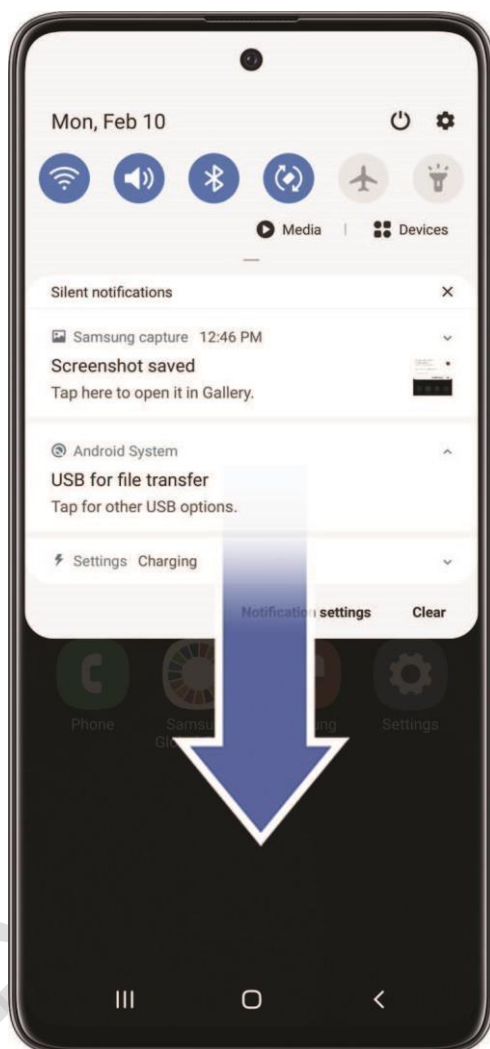 Mon, Feb 10
Media | Devices
Silent notifications
Samsung capture 12:46 PM
Screenshot saved
Tap here to open it in Gallery.
Android System
USB for file transfer
Tap for other USB options.
Settings Charging
Notification settings Clear
Phone Settings